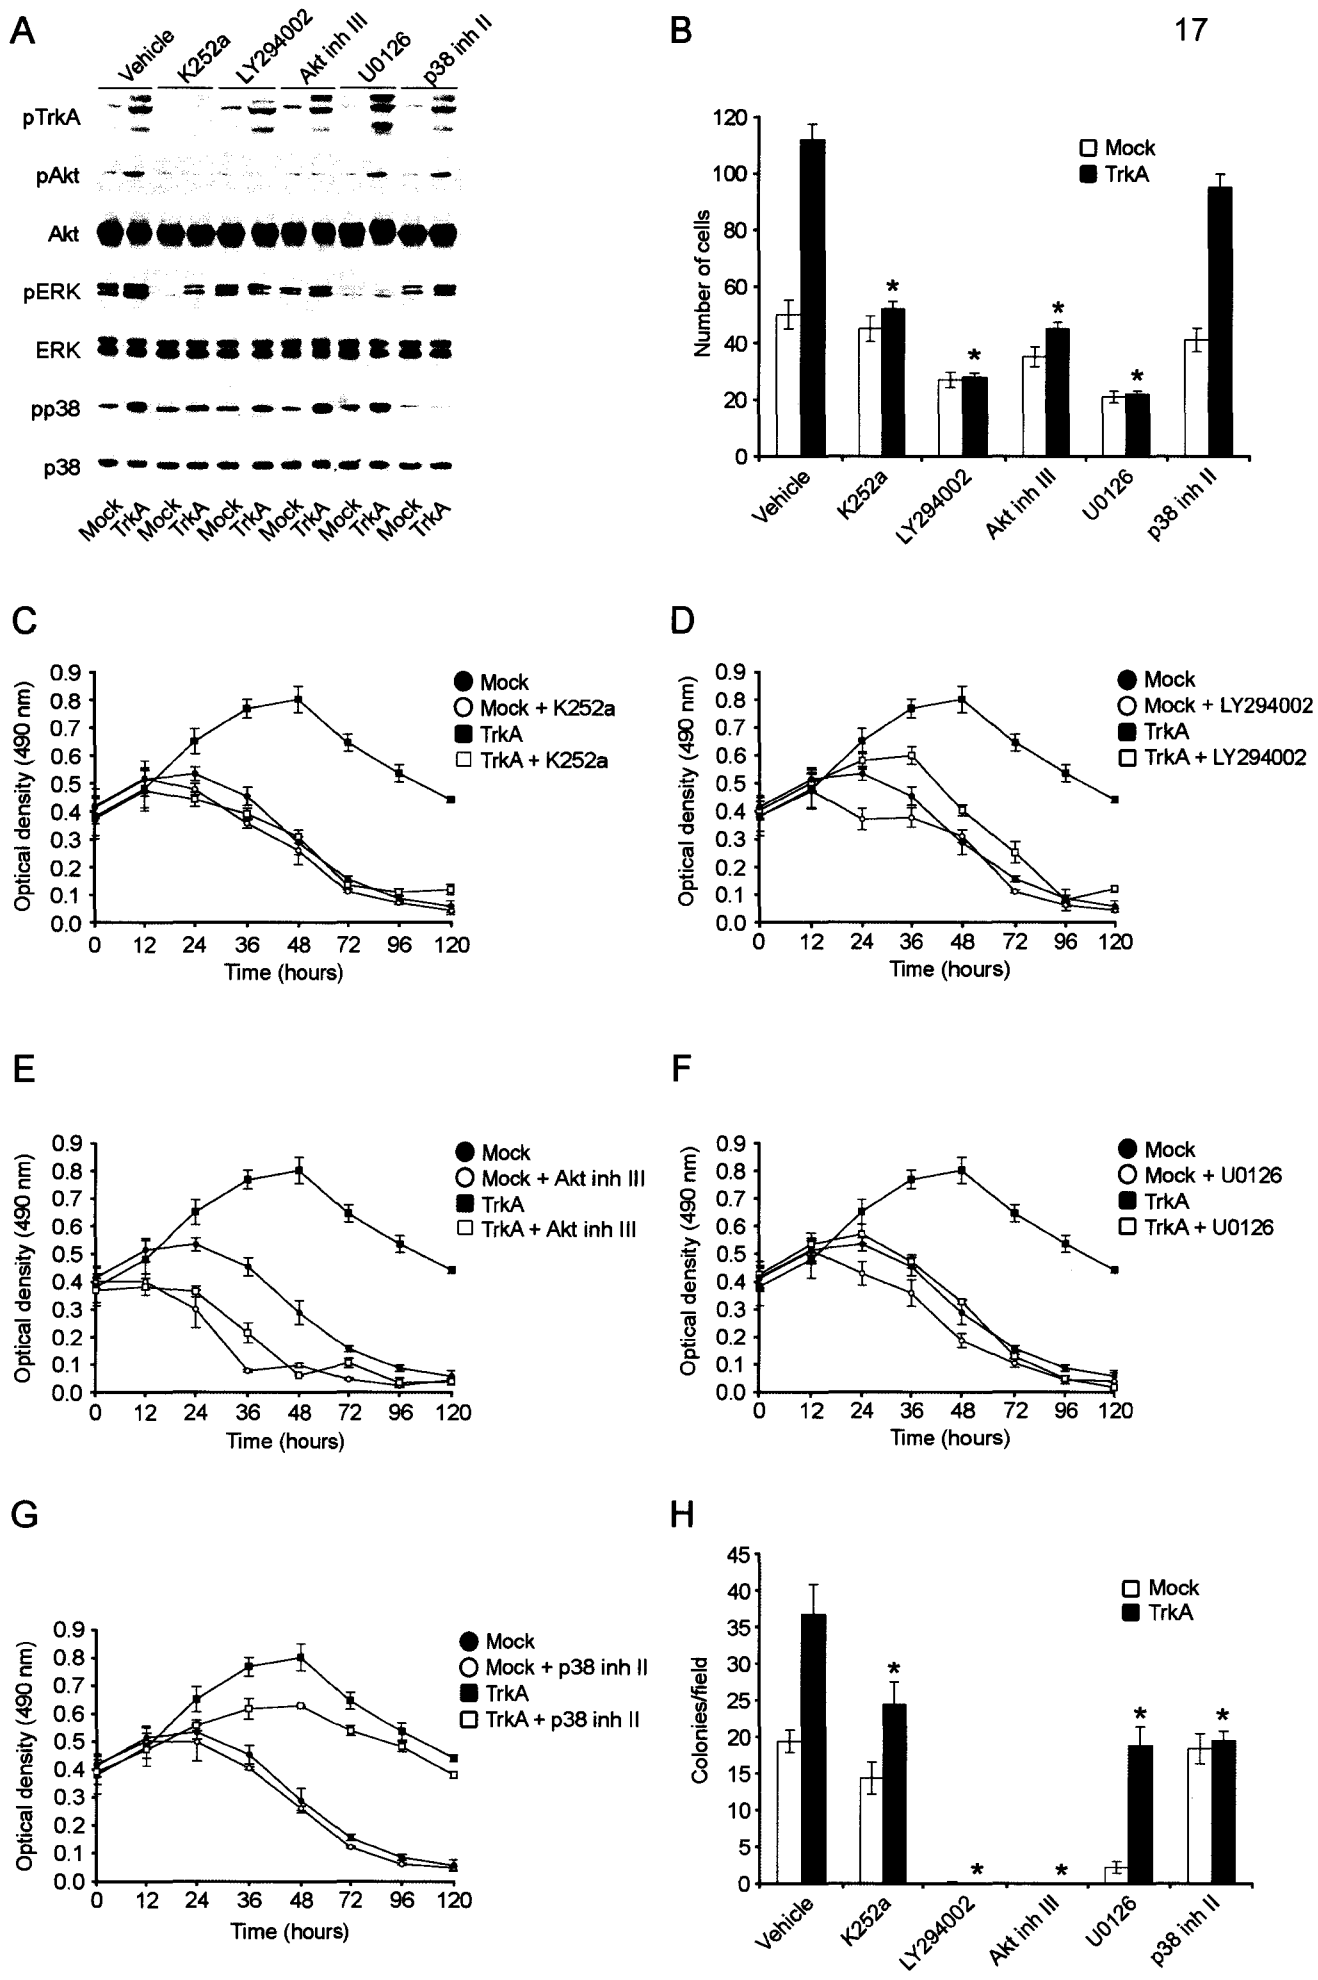 A
Vehicle
K252a
LY294002
Akt inh III
U0126
p38 inh II
pTrkA
pAkt
Akt
pERK
ERK
pp38
p38
Mock TrkA Mock TrkA Mock TrkA Mock TrkA Mock TrkA Mock TrkA
B
17
120
100
80
60
40
20
0
Number of cells
Mock
TrkA
* * * *
Vehicle
K252a
LY294002
Akt inh III
U0126
p38 inh II
C
0.9
0.8
0.7
0.6
0.5
0.4
0.3
0.2
0.1
0.0
Optical density (490 nm)
Mock
Mock + K252a
TrkA
TrkA + K252a
0 12 24 36 48 72 96 120
Time (hours)
D
0.9
0.8
0.7
0.6
0.5
0.4
0.3
0.2
0.1
0.0
Optical density (490 nm)
Mock
Mock + LY294002
TrkA
TrkA + LY294002
0 12 24 36 48 72 96 120
Time (hours)
E
0.9
0.8
0.7
0.6
0.5
0.4
0.3
0.2
0.1
0.0
Optical density (490 nm)
Mock
Mock + Akt inh III
TrkA
TrkA + Akt inh III
0 12 24 36 48 72 96 120
Time (hours)
F
0.9
0.8
0.7
0.6
0.5
0.4
0.3
0.2
0.1
0.0
Optical density (490 nm)
Mock
Mock + U0126
TrkA
TrkA + U0126
0 12 24 36 48 72 96 120
Time (hours)
G
0.9
0.8
0.7
0.6
0.5
0.4
0.3
0.2
0.1
0.0
Optical density (490 nm)
Mock
Mock + p38 inh II
TrkA
TrkA + p38 inh II
0 12 24 36 48 72 96 120
Time (hours)
H
45
40
35
30
25
20
15
10
5
0
Colonies/field
Mock
TrkA
* * * * *
Vehicle
K252a
LY294002
Akt inh III
U0126
p38 inh II